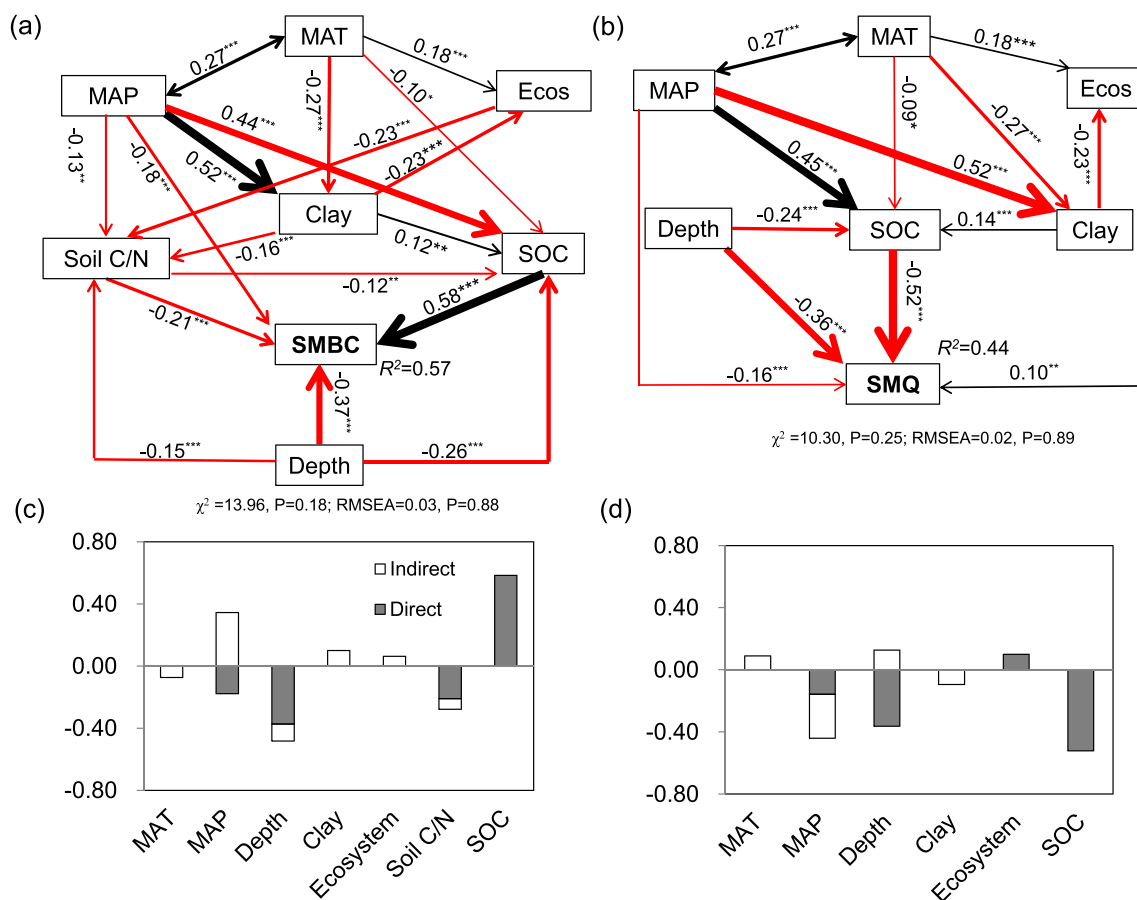 (a)
MAT
0.27***
0.18***
-0.10*
-0.27***
MAP
Ecos
0.44***
-0.23***
-0.13**
-0.18***
0.52***
-0.23***
Clay
Soil C/N
-0.16***
0.12**
SOC
-0.12**
-0.21***
0.58***
SMBC
R²=0.57
-0.37***
-0.15***
Depth
-0.26***
χ² =13.96, P=0.18; RMSEA=0.03, P=0.88
(b)
MAT
0.27***
0.18***
MAP
Ecos
-0.09*
-0.27***
0.45***
0.52***
-0.23***
Depth
-0.24***
SOC
0.14***
Clay
-0.36***
-0.52***
R²=0.44
-0.16***
SMQ
0.10**
χ² =10.30, P=0.25; RMSEA=0.02, P=0.89
(c)
0.80
0.40
0.00
-0.40
-0.80
Indirect
Direct
MAT
MAP
Depth
Clay
Ecosystem
Soil C/N
SOC
(d)
0.80
0.40
0.00
-0.40
-0.80
MAT
MAP
Depth
Clay
Ecosystem
SOC